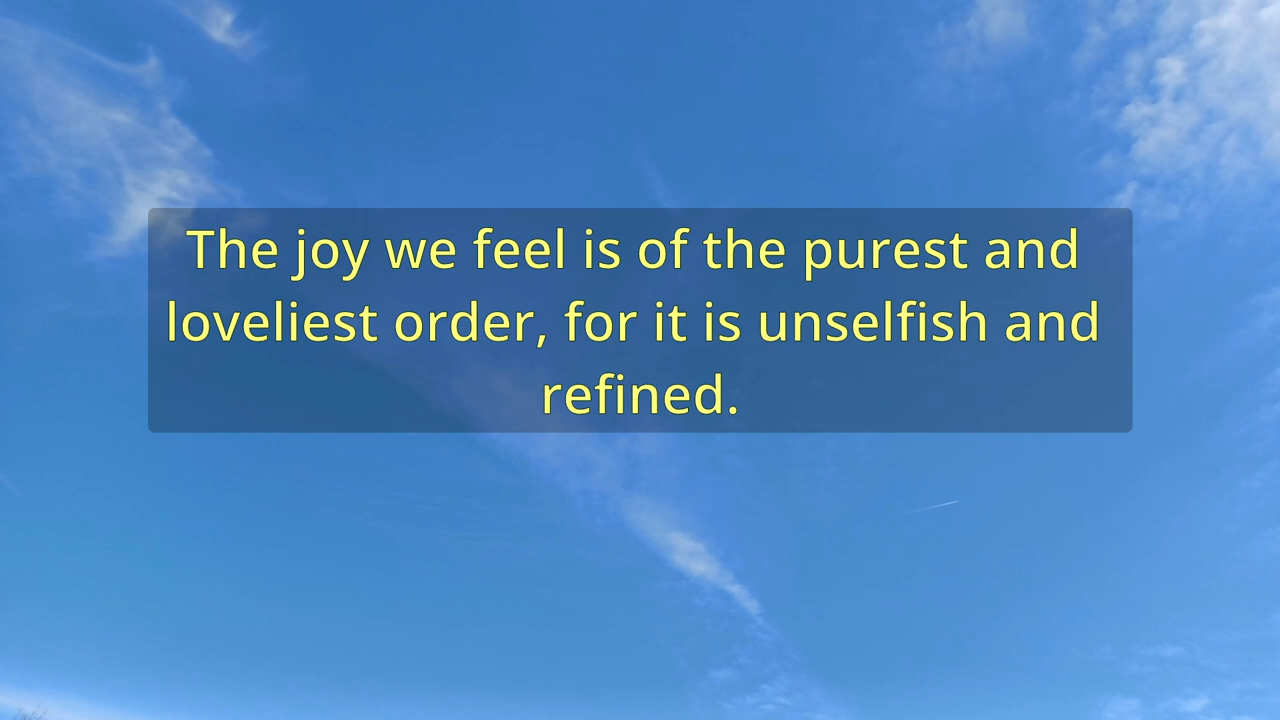 The joy we feel is of the purest and
loveliest order, for it is unselfish and
refined.